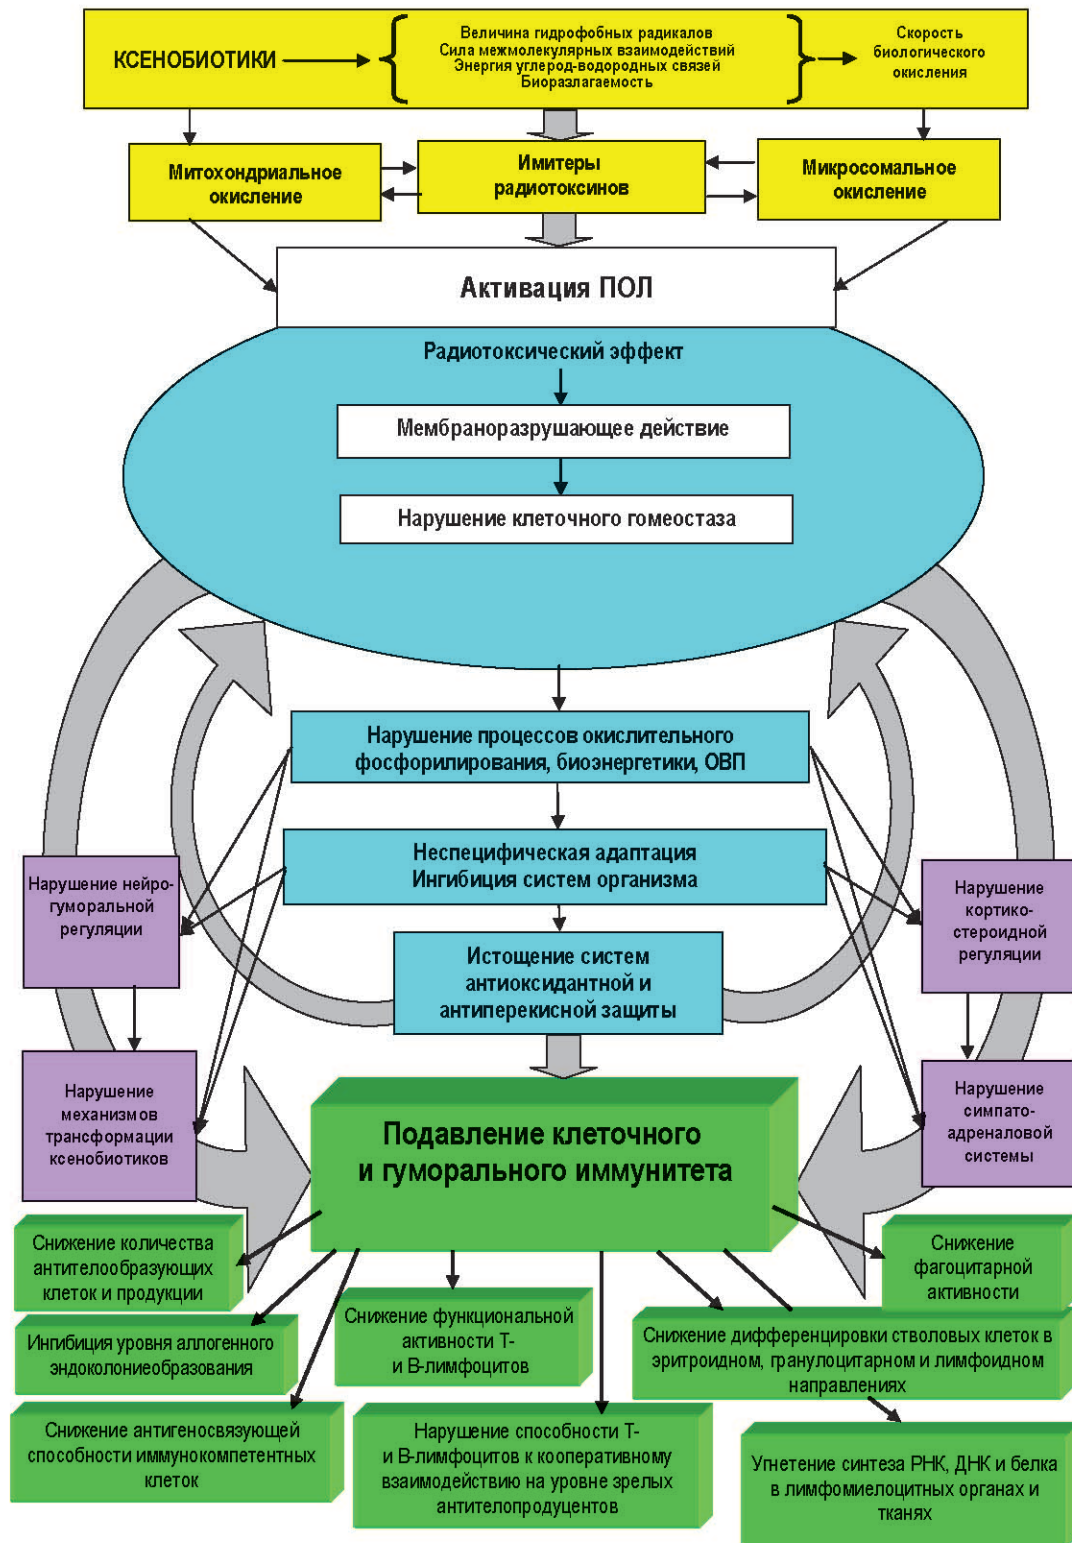 КСЕНОБИОТИКИ
Величина гидрофобных радикалов
Сила межмолекулярных взаимодействий
Энергия углерод-водородных связей
Биоразлагаемость
Скорость
биологического
окисления
Митохондриальное
окисление
Имитеры
радиотоксинов
Микросомальное
окисление
Активация ПОЛ
Радиотоксический эффект
Мембраноразрушающее действие
Нарушение клеточного гомеостаза
Нарушение процессов окислительного
фосфорилирования, биоэнергетики, ОВП
Неспецифическая адаптация
Ингибиция систем организма
Нарушение нейро-
гуморальной
регуляции
Нарушение
кортико-
стероидной
регуляции
Истощение систем
антиоксидантной и
антиперекисной защиты
Нарушение
механизмов
трансформации
ксенобиотиков
Нарушение
симпато-
адреналовой
системы
Подавление клеточного
и гуморального иммунитета
Снижение количества
антителообразующих
клеток и продукции
Снижение
фагоцитарной
активности
Ингибиция уровня аллогенного
эндоколониеобразования
Снижение функциональной
активности Т-
и В-лимфоцитов
Снижение дифференцировки стволовых клеток в
эритроидном, гранулоцитарном и лимфоидном
направлениях
Снижение антигеносвязующей
способности иммунокомпетентных
клеток
Нарушение способности Т-
и В-лимфоцитов к кооперативному
взаимодействию на уровне зрелых
антителопродуцентов
Угнетение синтеза РНК, ДНК и белка
в лимфомиелоцитных органах и
тканях